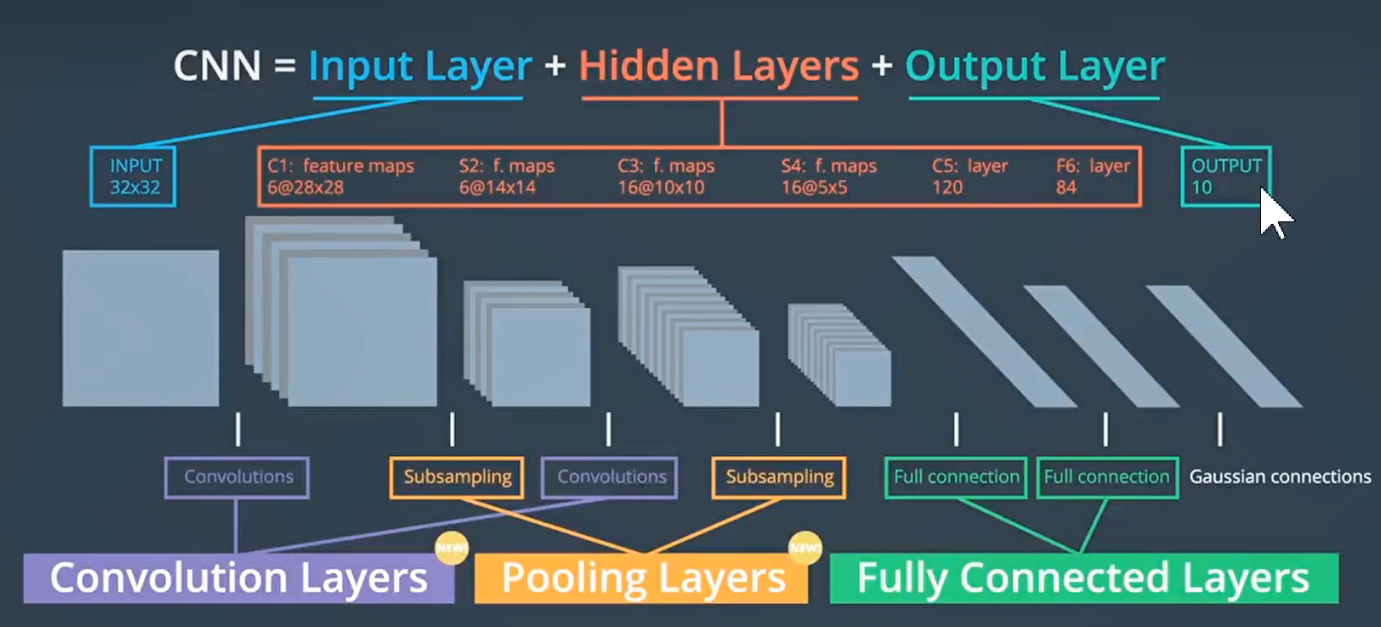 CNN = Input Layer + Hidden Layers + Output Layer
INPUT
32x32
C1: feature maps
6@28x28
S2: f. maps
6@14x14
C3: f. maps
16@10x10
S4: f. maps
16@5x5
C5: layer
120
F6: layer
84
OUTPUT
10
Convolutions
Subsampling
Convolutions
Subsampling
Full connection
Full connection
Gaussian connections
NEW!
NEW!
Convolution Layers
Pooling Layers
Fully Connected Layers